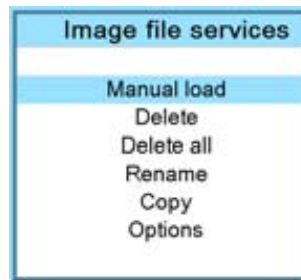 Image file services
Manual load
Delete
Delete all
Rename
Copy
Options